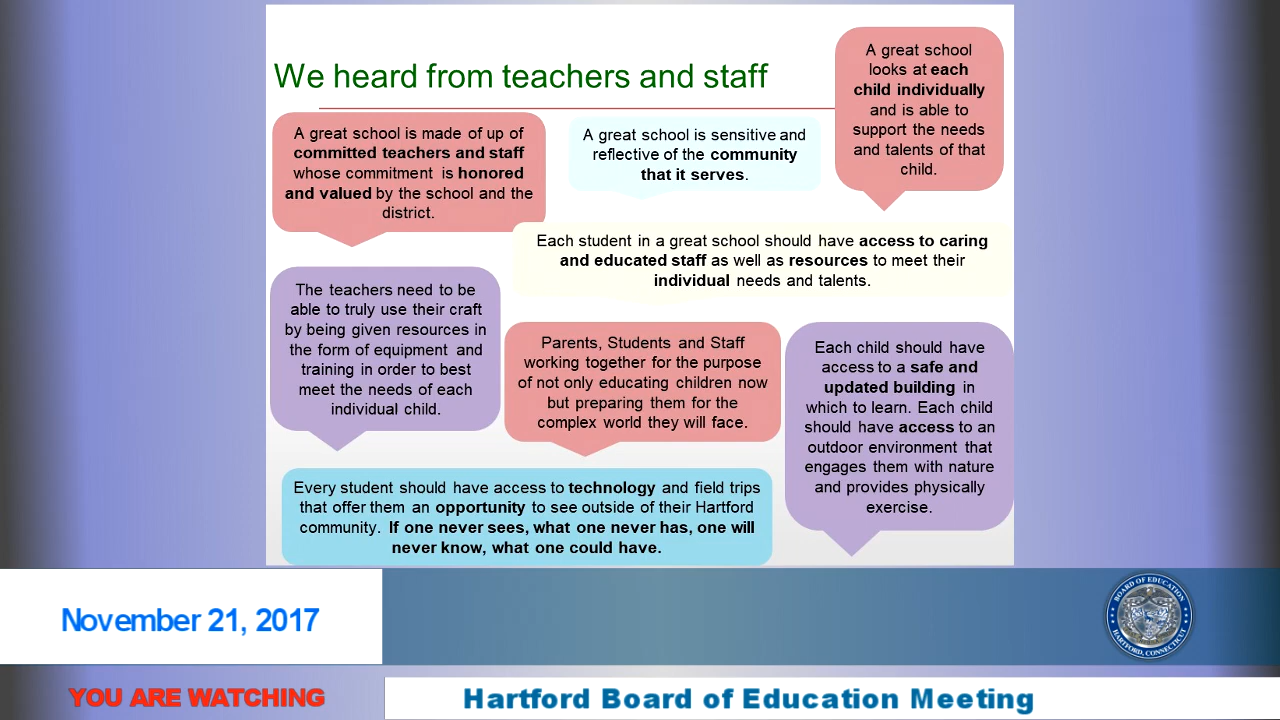 We heard from teachers and staff
A great school
looks at each
child individually
and is able to
support the needs
and talents of that
child.
A great school is made of up of
committed teachers and staff
whose commitment is honored
and valued by the school and the
district.
A great school is sensitive and
reflective of the community
that it serves.
Each student in a great school should have access to caring
and educated staff as well as resources to meet their
individual needs and talents.
The teachers need to be
able to truly use their craft
by being given resources in
the form of equipment and
training in order to best
meet the needs of each
individual child.
Parents, Students and Staff
working together for the purpose
of not only educating children now
but preparing them for the
complex world they will face.
Each child should have
access to a safe and
updated building in
which to learn. Each child
should have access to an
outdoor environment that
engages them with nature
and provides physically
exercise.
Every student should have access to technology and field trips
that offer them an opportunity to see outside of their Hartford
community. If one never sees, what one never has, one will
never know, what one could have.
November 21, 2017
BOARD OF EDUCATION
HARTFORD, CONNECTICUT
YOU ARE WATCHING
Hartford Board of Education Meeting